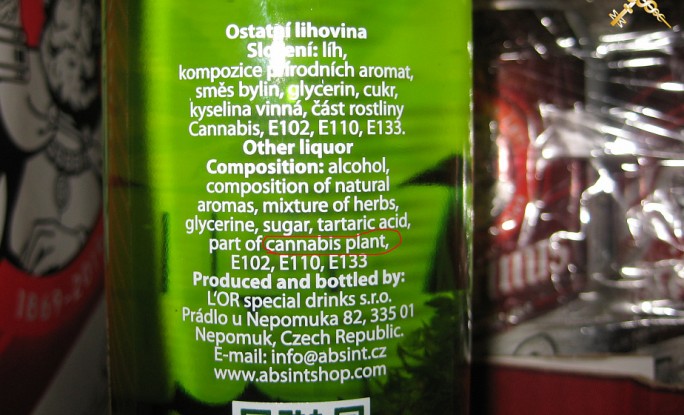 Ostatní lihovina
Složení: líh,
kompozice přírodních aromat,
směs bylin, glycerin, cukr,
kyselina vinná, část rostliny
Cannabis, E102, E110, E133.
Other liquor
Composition: alcohol,
composition of natural
aromas, mixture of herbs,
glycerine, sugar, tartaric acid,
part of cannabis plant,
E102, E110, E133
Produced and bottled by:
L'OR special drinks s.r.o.
Prádlo u Nepomuka 82, 335 01
Nepomuk, Czech Republic.
E-mail: info@absint.cz
www.absintshop.com